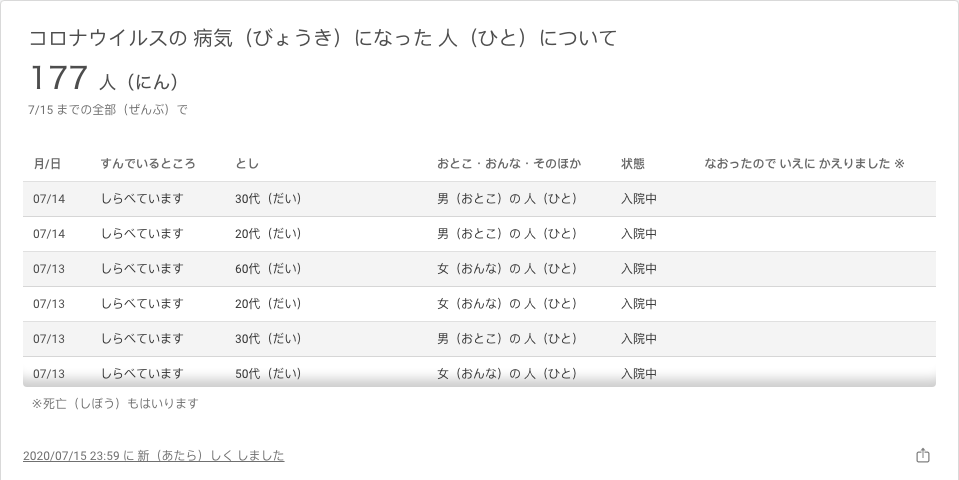 コロナウイルスの 病気（びょうき）になった 人（ひと）について
177 人（にん）
7/15 までの全部（ぜんぶ）で
月/日 すんでいるところ とし おとこ・おんな・そのほか 状態 なおったので いえに かえりました ※
07/14 しらべています 30代（だい） 男（おとこ）の 人（ひと） 入院中
07/14 しらべています 20代（だい） 男（おとこ）の 人（ひと） 入院中
07/13 しらべています 60代（だい） 女（おんな）の 人（ひと） 入院中
07/13 しらべています 20代（だい） 女（おんな）の 人（ひと） 入院中
07/13 しらべています 30代（だい） 男（おとこ）の 人（ひと） 入院中
07/13 しらべています 50代（だい） 女（おんな）の 人（ひと） 入院中
※死亡（しぼう）もはいります
2020/07/15 23:59 に 新（あたら）しく しました